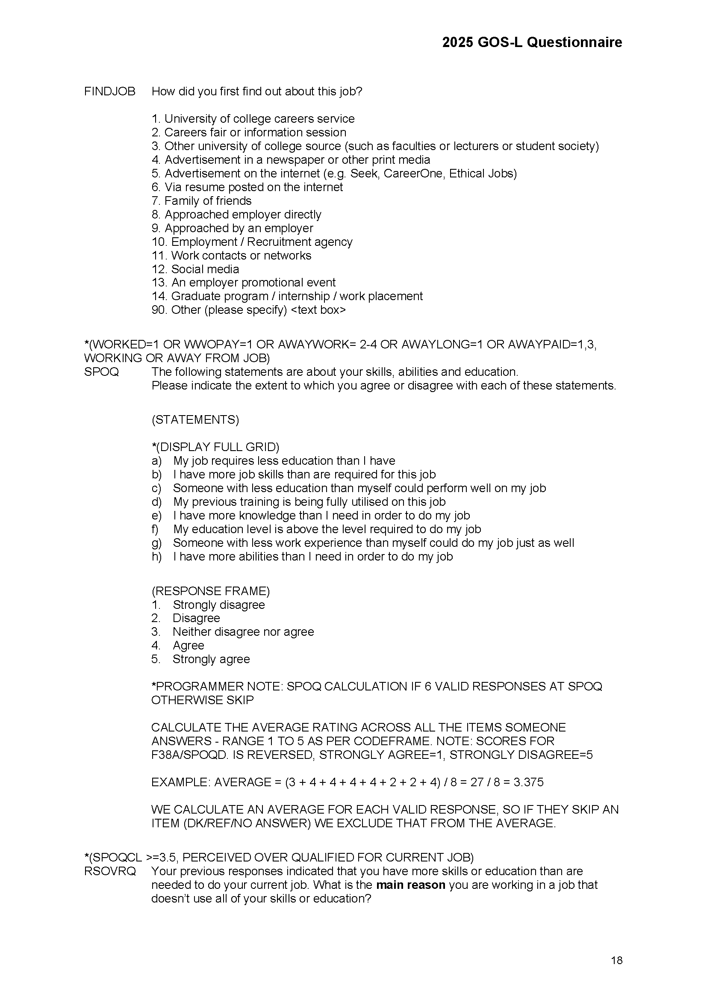 2025 GOS-L Questionnaire
FINDJOB How did you first find out about this job?
1. University of college careers service
2. Careers fair or information session
3. Other university of college source (such as faculties or lecturers or student society)
4. Advertisement in a newspaper or other print media
5. Advertisement on the internet (e.g. Seek, CareerOne, Ethical Jobs)
6. Via resume posted on the internet
7. Family of friends
8. Approached employer directly
9. Approached by an employer
10. Employment / Recruitment agency
11. Work contacts or networks
12. Social media
13. An employer promotional event
14. Graduate program / internship / work placement
90. Other (please specify) <text box>
*(WORKED=1 OR WWOPAY=1 OR AWAYWORK= 2-4 OR AWAYLONG=1 OR AWAYPAID=1,3,
WORKING OR AWAY FROM JOB)
SPOQ The following statements are about your skills, abilities and education.
Please indicate the extent to which you agree or disagree with each of these statements.
(STATEMENTS)
*(DISPLAY FULL GRID)
a) My job requires less education than I have
b) I have more job skills than are required for this job
c) Someone with less education than myself could perform well on my job
d) My previous training is being fully utilised on this job
e) I have more knowledge than I need in order to do my job
f) My education level is above the level required to do my job
g) Someone with less work experience than myself could do my job just as well
h) I have more abilities than I need in order to do my job
(RESPONSE FRAME)
1. Strongly disagree
2. Disagree
3. Neither disagree nor agree
4. Agree
5. Strongly agree
*PROGRAMMER NOTE: SPOQ CALCULATION IF 6 VALID RESPONSES AT SPOQ
OTHERWISE SKIP
CALCULATE THE AVERAGE RATING ACROSS ALL THE ITEMS SOMEONE
ANSWERS - RANGE 1 TO 5 AS PER CODEFRAME. NOTE: SCORES FOR
F38A/SPOQD. IS REVERSED, STRONGLY AGREE=1, STRONGLY DISAGREE=5
EXAMPLE: AVERAGE = (3 + 4 + 4 + 4 + 4 + 2 + 2 + 4) / 8 = 27 / 8 = 3.375
WE CALCULATE AN AVERAGE FOR EACH VALID RESPONSE, SO IF THEY SKIP AN
ITEM (DK/REF/NO ANSWER) WE EXCLUDE THAT FROM THE AVERAGE.
*(SPOQCL >=3.5, PERCEIVED OVER QUALIFIED FOR CURRENT JOB)
RSOVRQ Your previous responses indicated that you have more skills or education than are
needed to do your current job. What is the main reason you are working in a job that
doesn’t use all of your skills or education?
18